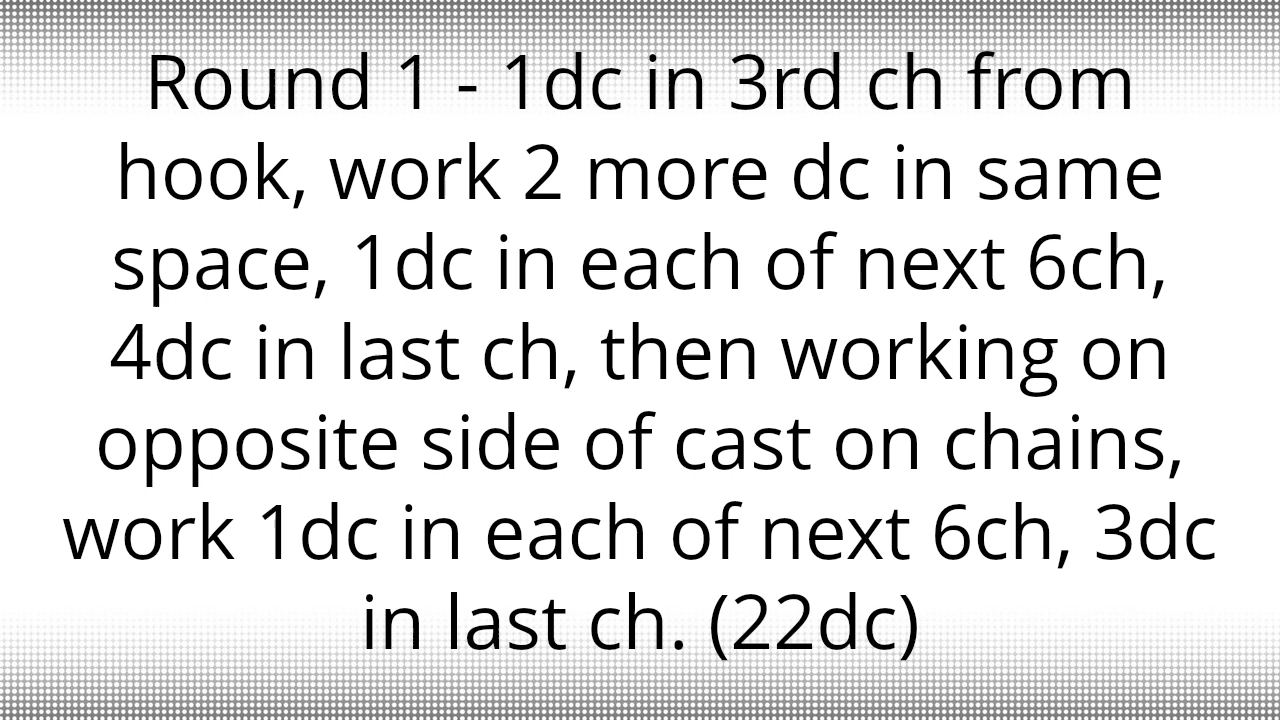 Round 1 - 1dc in 3rd ch from
hook, work 2 more dc in same
space, 1dc in each of next 6ch,
4dc in last ch, then working on
opposite side of cast on chains,
work 1dc in each of next 6ch, 3dc
in last ch. (22dc)